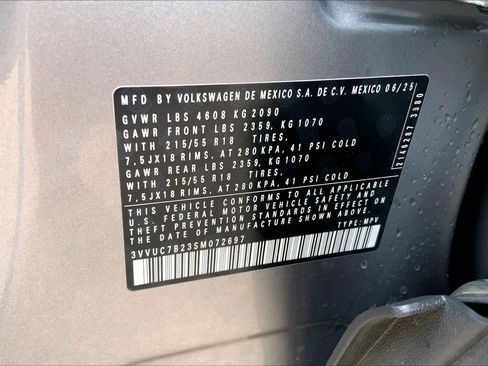 MFD BY VOLKSWAGEN DE MEXICO S.A. DE C.V. MEXICO 06/25
GVWR LBS 4608 KG 2090
GAWR FRONT LBS 2359, KG 1070
WITH 215/55 R18 TIRES,
7.5JX18 RIMS, AT 280 KPA, 41 PSI COLD
GAWR REAR LBS 2359, KG 1070
WITH 215/55 R18 TIRES,
7.5JX18 RIMS, AT 280 KPA, 41 PSI COLD
THIS VEHICLE CONFORMS TO ALL APPLICABLE
U.S. FEDERAL MOTOR VEHICLE SAFETY AND
THEFT PREVENTION STANDARDS IN EFFECT ON
THE DATE OF MANUFACTURE SHOWN ABOVE
3VVUC7B23SM072697 TYPE: MPV
2149287 3380